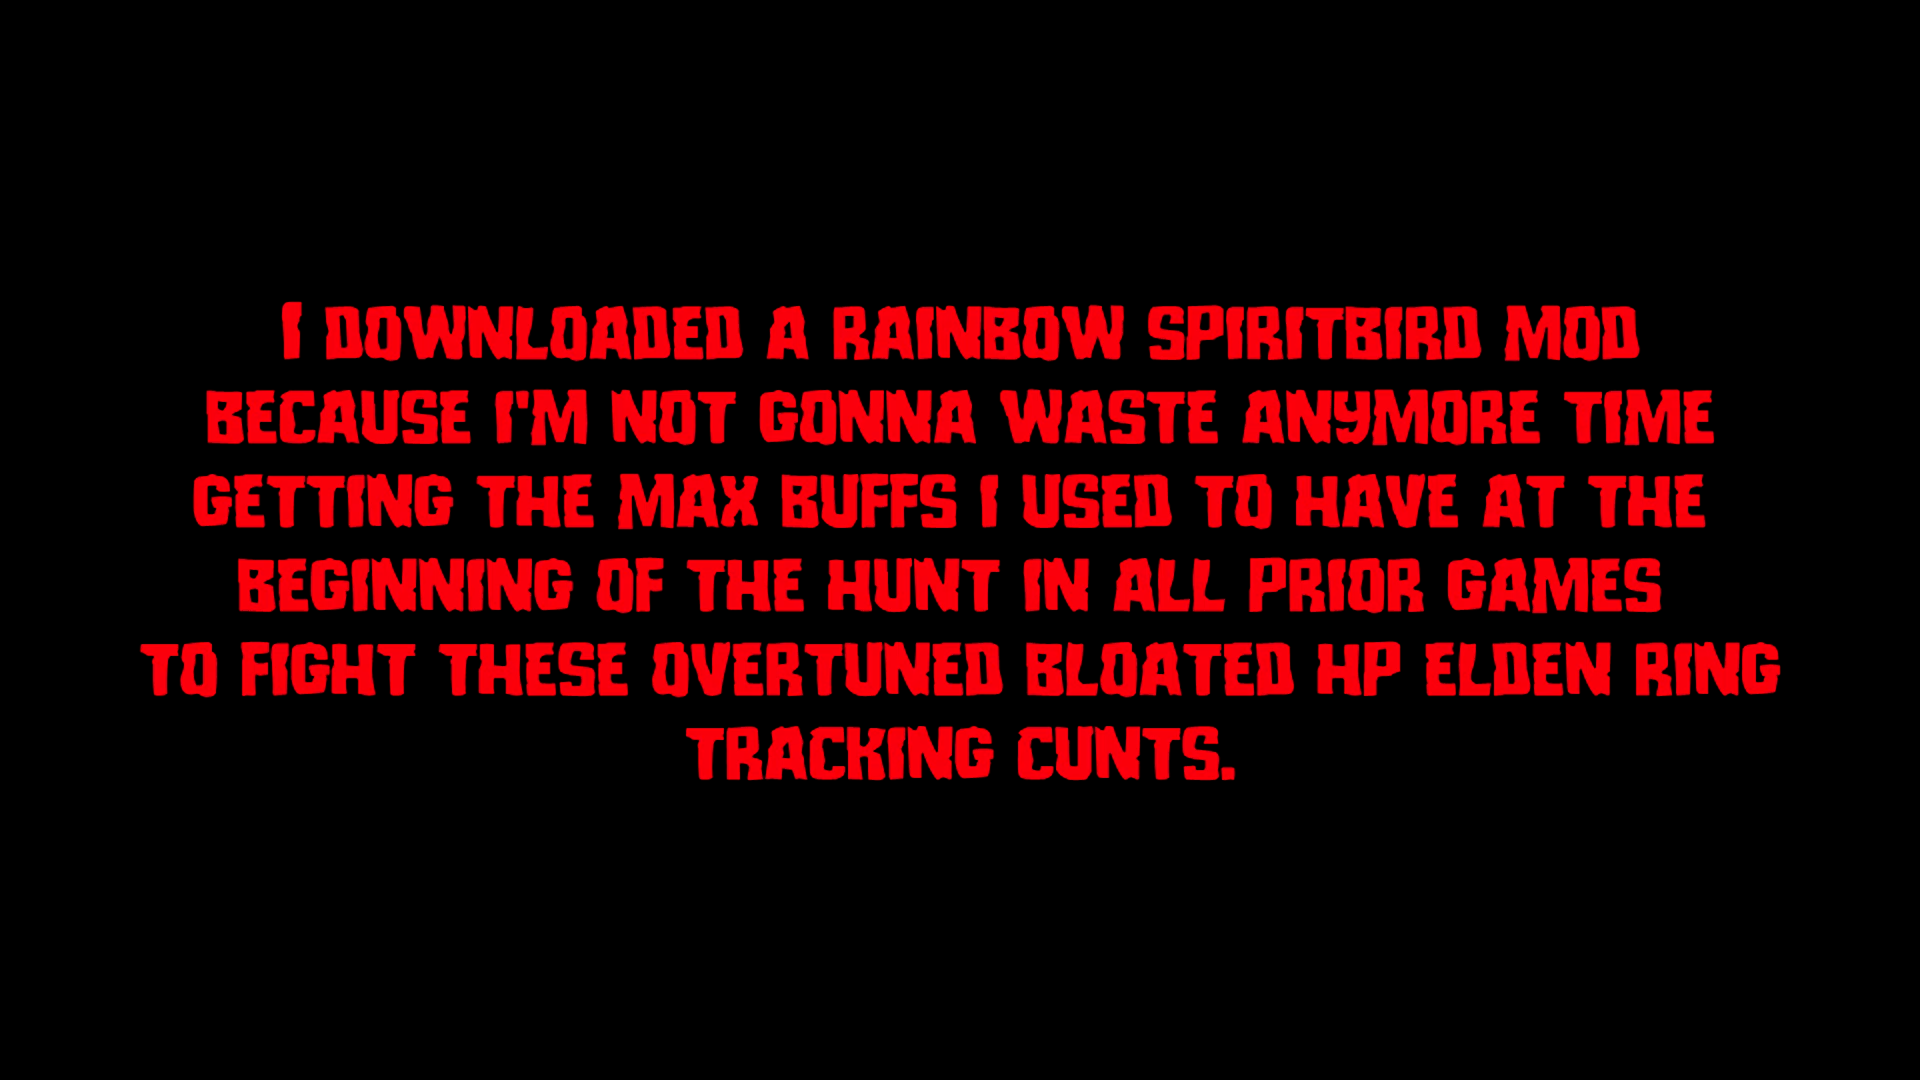 I DOWNLOADED A RAINBOW SPIRITBIRD MOD
BECAUSE I'M NOT GONNA WASTE ANYMORE TIME
GETTING THE MAX BUFFS I USED TO HAVE AT THE
BEGINNING OF THE HUNT IN ALL PRIOR GAMES
TO FIGHT THESE OVERTUNED BLOATED HP ELDEN RING
TRACKING CUNTS.